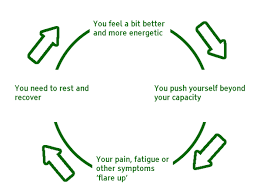 You feel a bit better
and more energetic
You push yourself beyond
your capacity
Your pain, fatigue or
other symptoms
'flare up'
You need to rest and
recover